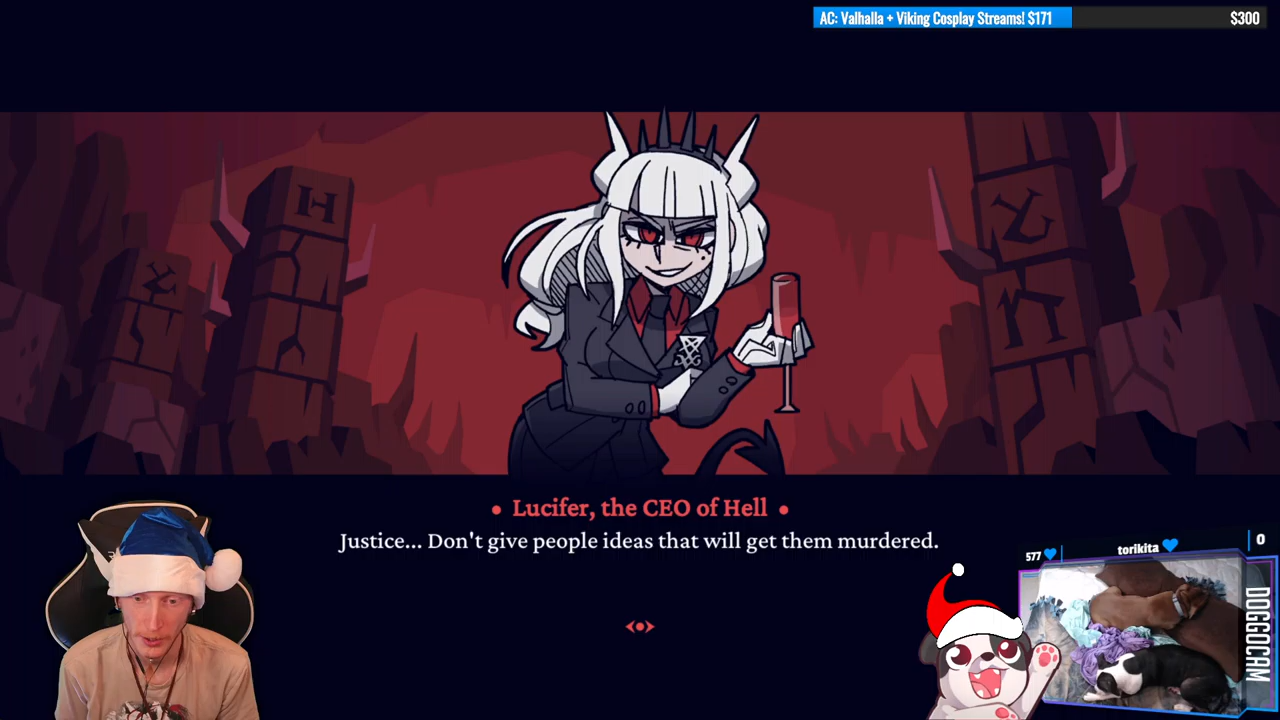 AC: Valhalla + Viking Cosplay Streams! $171
$300
• Lucifer, the CEO of Hell •
Justice... Don't give people ideas that will get them murdered.
577
torikita
0
DOGGOCAM